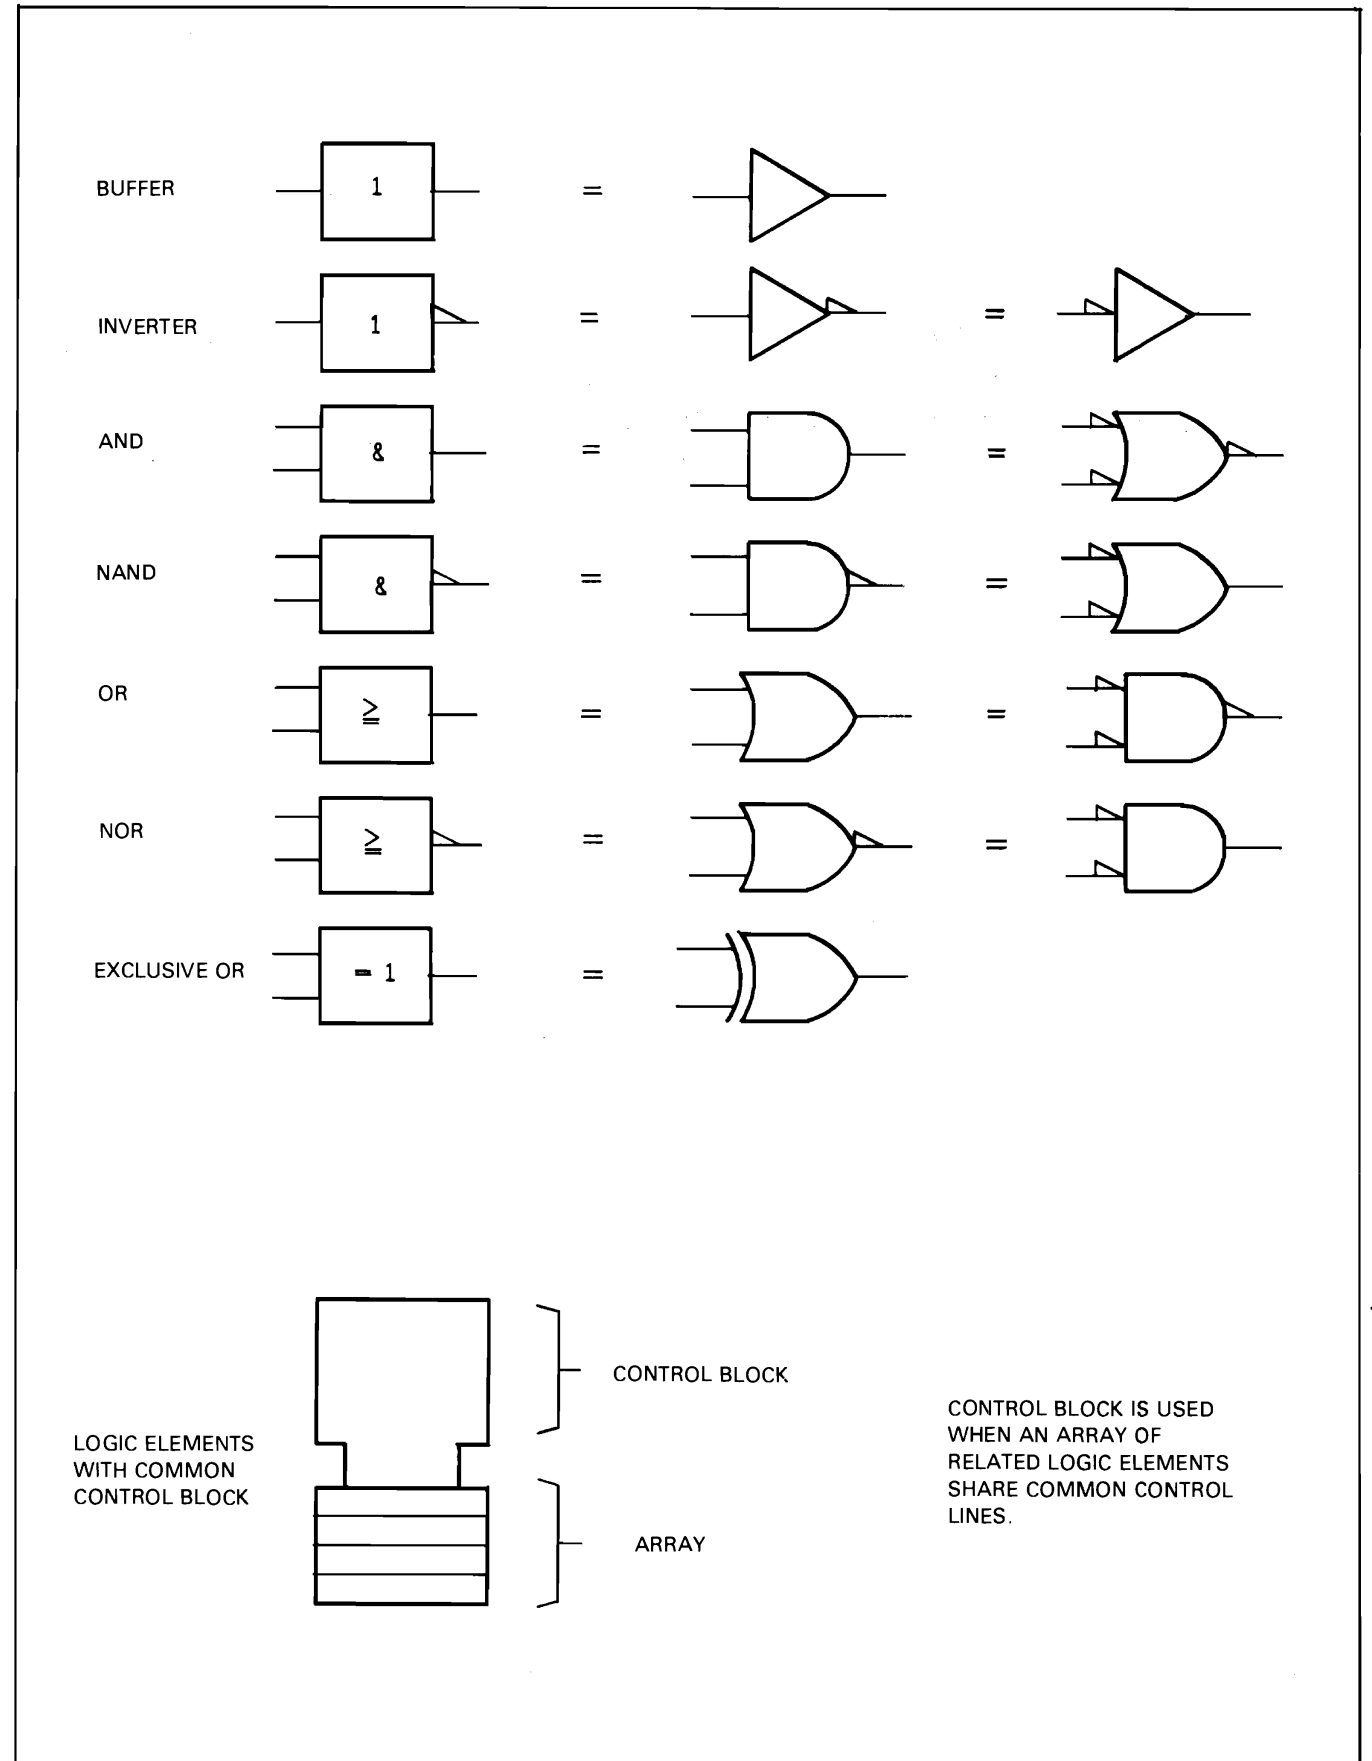 BUFFER 1 = 
INVERTER 1 = =
AND & = =
NAND & = =
OR ≥ = =
NOR ≥ = =
EXCLUSIVE OR = 1 =
CONTROL BLOCK
LOGIC ELEMENTS
WITH COMMON
CONTROL BLOCK
ARRAY
CONTROL BLOCK IS USED
WHEN AN ARRAY OF
RELATED LOGIC ELEMENTS
SHARE COMMON CONTROL
LINES.